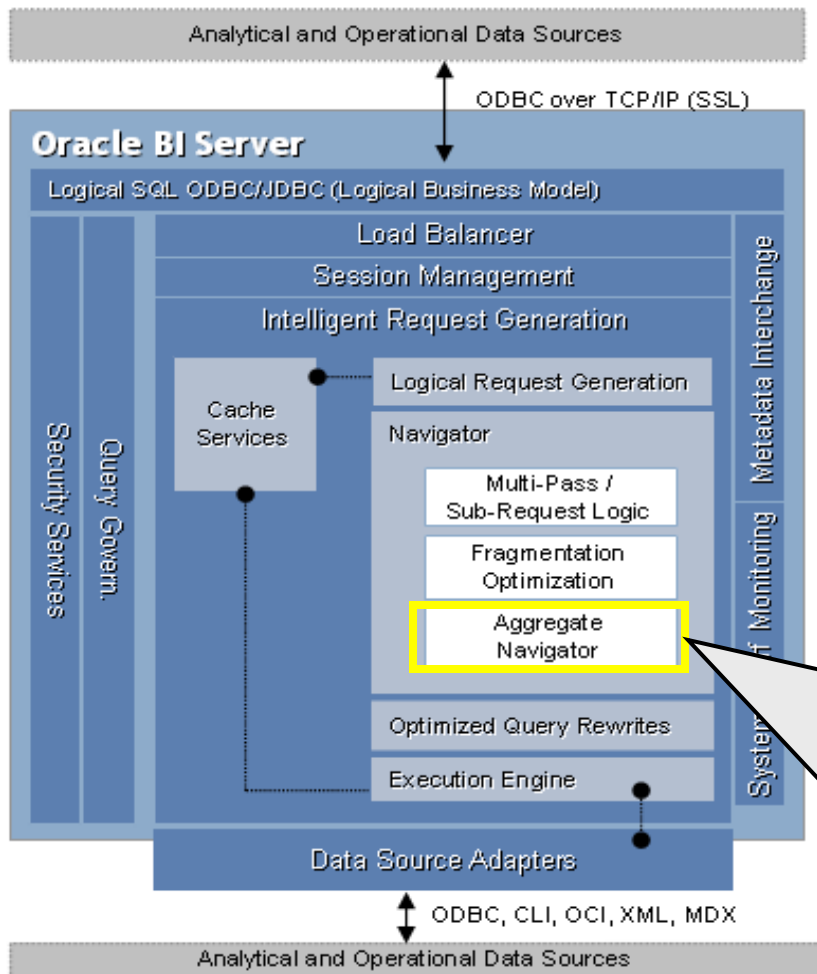 Analytical and Operational Data Sources
ODBC over TCP/IP (SSL)
Oracle BI Server
Logical SQL ODBC/JDBC (Logical Business Model)
Load Balancer
Session Management
Intelligent Request Generation
Security Services
Query Govern.
Cache
Services
Logical Request Generation
Navigator
Multi-Pass /
Sub-Request Logic
Fragmentation
Optimization
Aggregate
Navigator
Optimized Query Rewrites
Execution Engine
Metadata Interchange
System Monitoring
Data Source Adapters
ODBC, CLI, OCI, XML, MDX
Analytical and Operational Data Sources